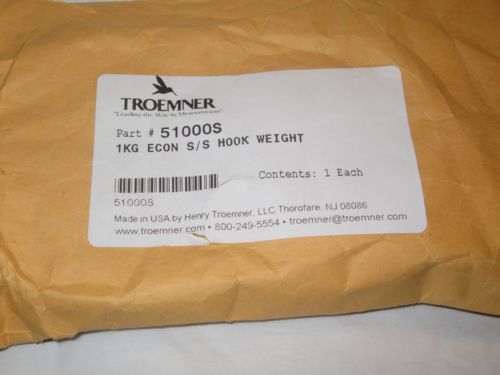 TROEMNER
"Leading the Way in Measurement"
Part # 51000S
1KG ECON S/S HOOK WEIGHT
Contents: 1 Each
51000S
Made in USA by Henry Troemner, LLC Thorofare, NJ 08086
www.troemner.com • 800-249-5554 • troemner@troemner.com